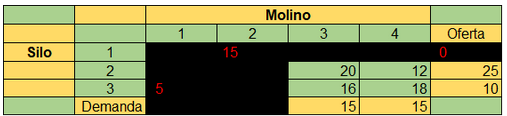 Molino
1 2 3 4 Oferta
Silo 1 15 0
2 20 12 25
3 5 16 18 10
Demanda 15 15